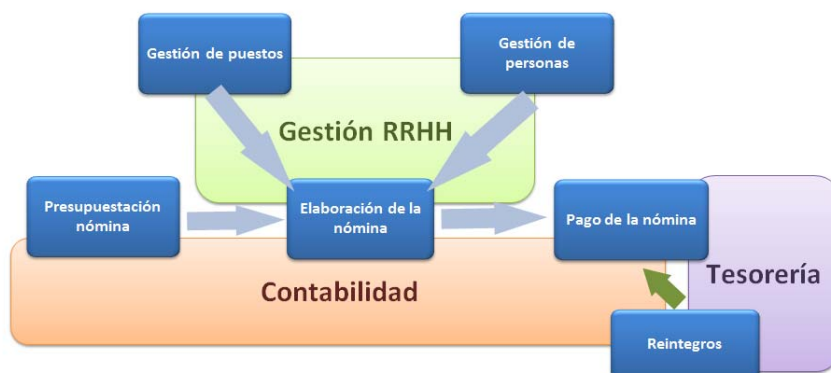 Gestión de puestos
Gestión de
personas
Gestión RRHH
Presupuestación
nómina
Elaboración de la
nómina
Pago de la nómina
Contabilidad
Tesorería
Reintegros